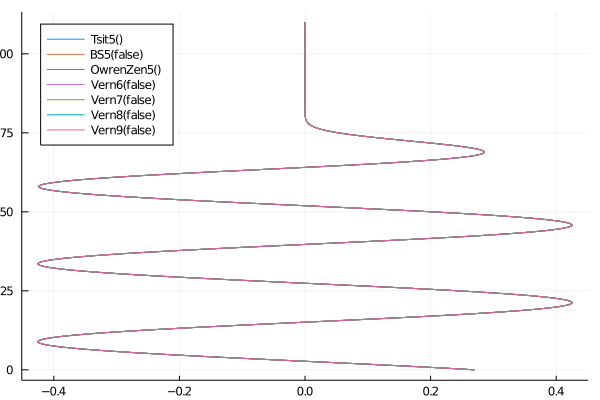 Tsit5()
BS5(false)
OwrenZen5()
Vern6(false)
Vern7(false)
Vern8(false)
Vern9(false)
00
75
50
25
0
−0.4 −0.2 0.0 0.2 0.4